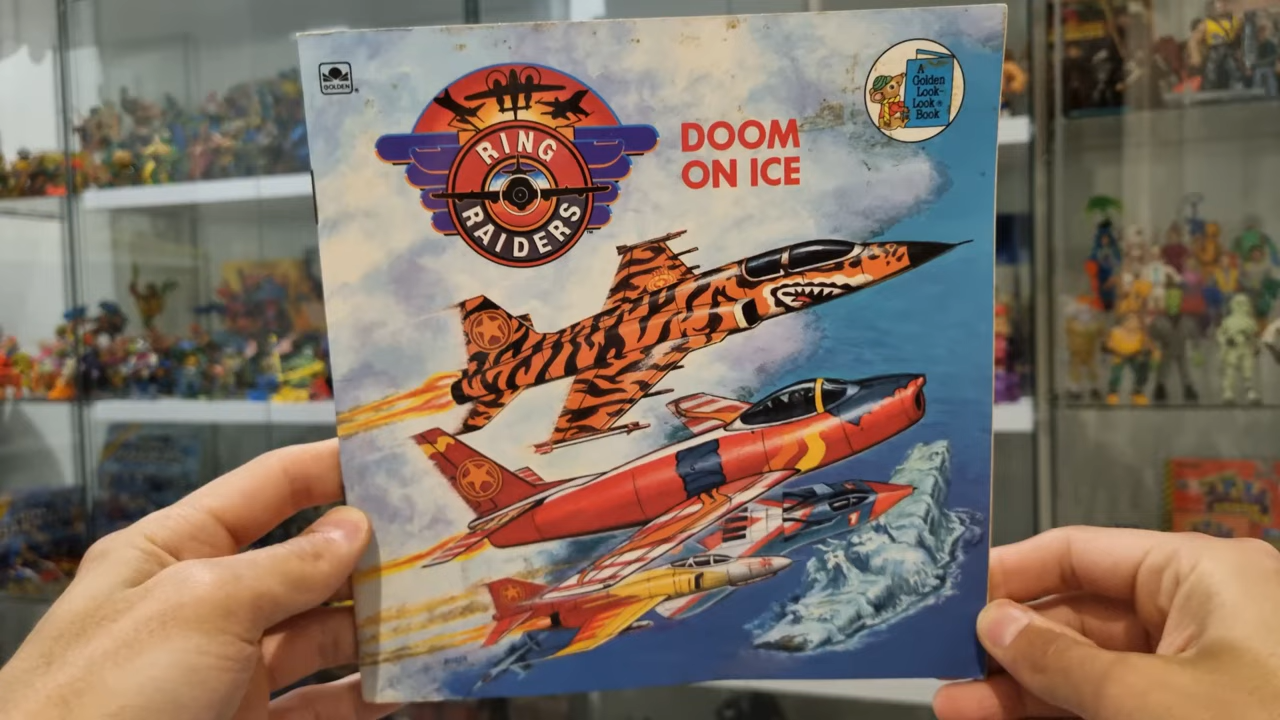 GOLDEN
RING
RAIDERS
DOOM
ON ICE
A
Golden
Look-
Look
Book